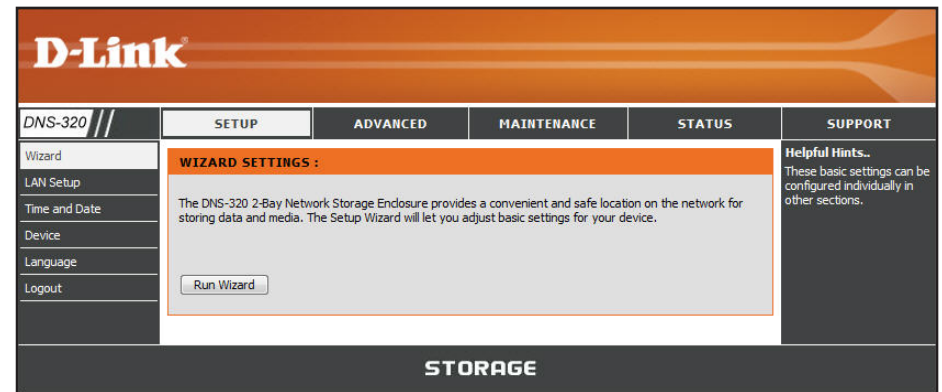 D-Link®
DNS-320
SETUP
ADVANCED
MAINTENANCE
STATUS
SUPPORT
Wizard
LAN Setup
Time and Date
Device
Language
Logout
WIZARD SETTINGS :
The DNS-320 2-Bay Network Storage Enclosure provides a convenient and safe location on the network for
storing data and media. The Setup Wizard will let you adjust basic settings for your device.
Run Wizard
Helpful Hints..
These basic settings can be
configured individually in
other sections.
STORAGE